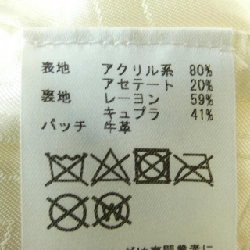 表地 アクリル系 80%
アセテート 20%
裏地 レーヨン 59%
キュプラ 41%
パッチ 牛革